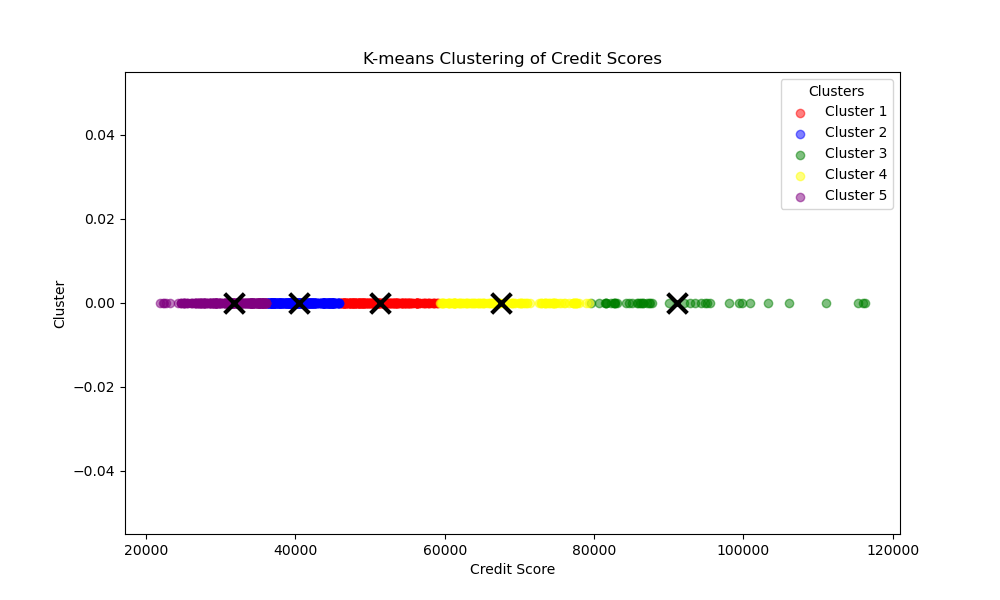 K-means Clustering of Credit Scores
Clusters
Cluster 1
Cluster 2
Cluster 3
Cluster 4
Cluster 5
0.04
0.02
0.00
−0.02
−0.04
Cluster
20000 40000 60000 80000 100000 120000
Credit Score